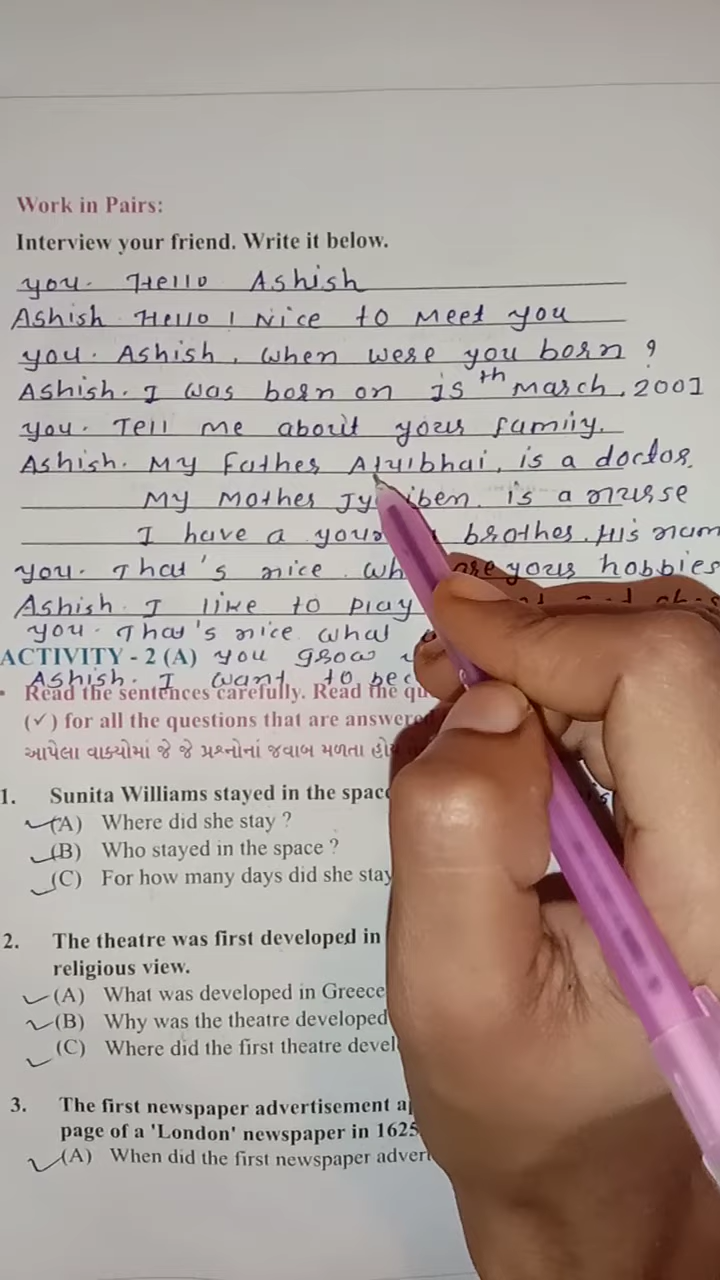 Work in Pairs:
Interview your friend. Write it below.
you. Hello Ashish
Ashish Hello! Nice to meet you
you. Ashish, when were you born ?
Ashish. I was born on 15th march, 2001
you. Tell me about your family.
Ashish. My Father Atulbhai, is a doctor.
My Mother is a nurse
I have a brother. His
you. That's nice. are your hobbies
Ashish. I like to play
you. That's nice what
ACTIVITY - 2 (A) you grow
Ashish. I want to
• Read the sentences carefully. Read the
(✓) for all the questions that are
આપેલા વાક્યોમાં જે જે પ્રશ્નોનાં જવાબ મળતા
1. Sunita Williams stayed in the
(A) Where did she stay ?
(B) Who stayed in the space ?
(C) For how many days did she stay
2. The theatre was first developed in
religious view.
(A) What was developed in Greece
(B) Why was the theatre developed
(C) Where did the first theatre
3. The first newspaper advertisement
page of a 'London' newspaper in 1625
(A) When did the first newspaper